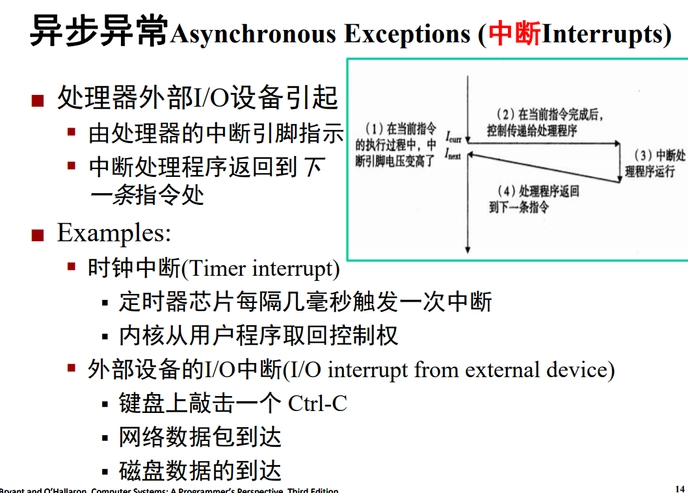 异步异常Asynchronous Exceptions (中断Interrupts)
■ 处理器外部I/O设备引起
▪ 由处理器的中断引脚指示
▪ 中断处理程序返回到下
一条指令处
■ Examples:
▪ 时钟中断(Timer interrupt)
▪ 定时器芯片每隔几毫秒触发一次中断
▪ 内核从用户程序取回控制权
▪ 外部设备的I/O中断(I/O interrupt from external device)
▪ 键盘上敲击一个 Ctrl-C
▪ 网络数据包到达
▪ 磁盘数据的到达
(1)在当前指令
的执行过程中,中
断引脚电压变高了
Icurr
Inext
(2)在当前指令完成后,
控制传递给处理程序
(3)中断处
理程序运行
(4)处理程序返回
到下一条指令
Bryant and O'Hallaron, Computer Systems: A Programmer's Perspective, Third Edition
14